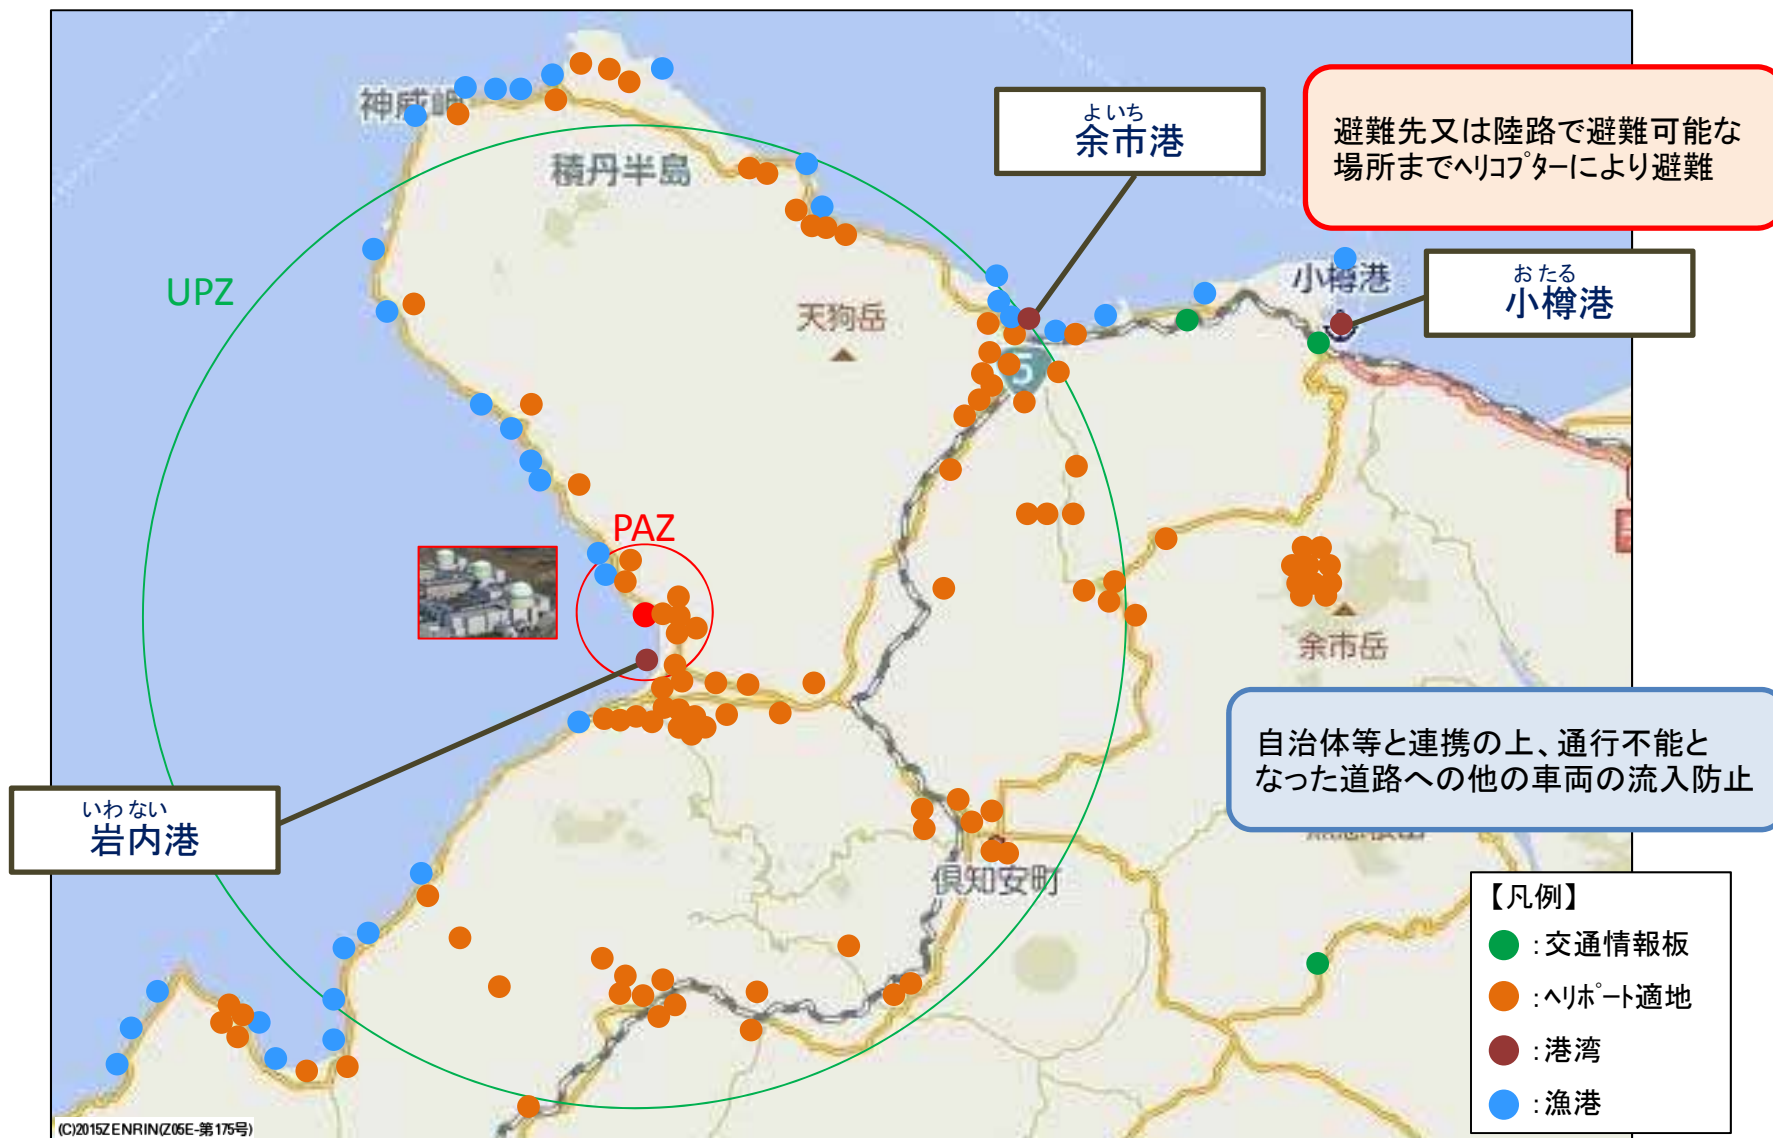 神威岬
積丹半島
よいち
余市港
避難先又は陸路で避難可能な
場所までヘリコプターにより避難
UPZ
天狗岳
小樽港
おたる
小樽港
5
PAZ
余市岳
自治体等と連携の上、通行不能と
なった道路への他の車両の流入防止
いわない
岩内港
倶知安町
【凡例】
：交通情報板
：ヘリポート適地
：港湾
：漁港
(C)2015ZENRIN(Z05E-第175号)